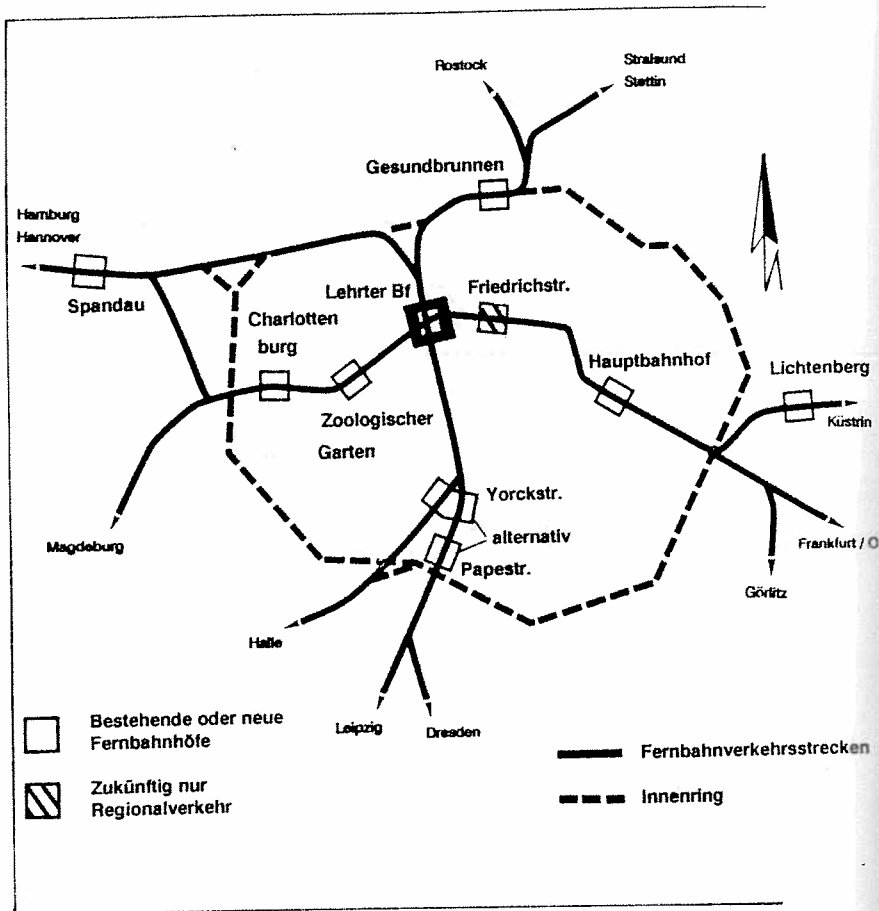 Rostock
Stralsund
Stettin
Gesundbrunnen
Hamburg
Hannover
Spandau
Lehrter Bf
Friedrichstr.
Charlotten
burg
Hauptbahnhof
Lichtenberg
Küstrin
Zoologischer
Garten
Yorckstr.
alternativ
Papestr.
Magdeburg
Frankfurt / O
Görlitz
Halle
Leipzig
Dresden
Bestehende oder neue
Fernbahnhöfe
Zukünftig nur
Regionalverkehr
Fernbahnverkehrsstrecken
Innenring